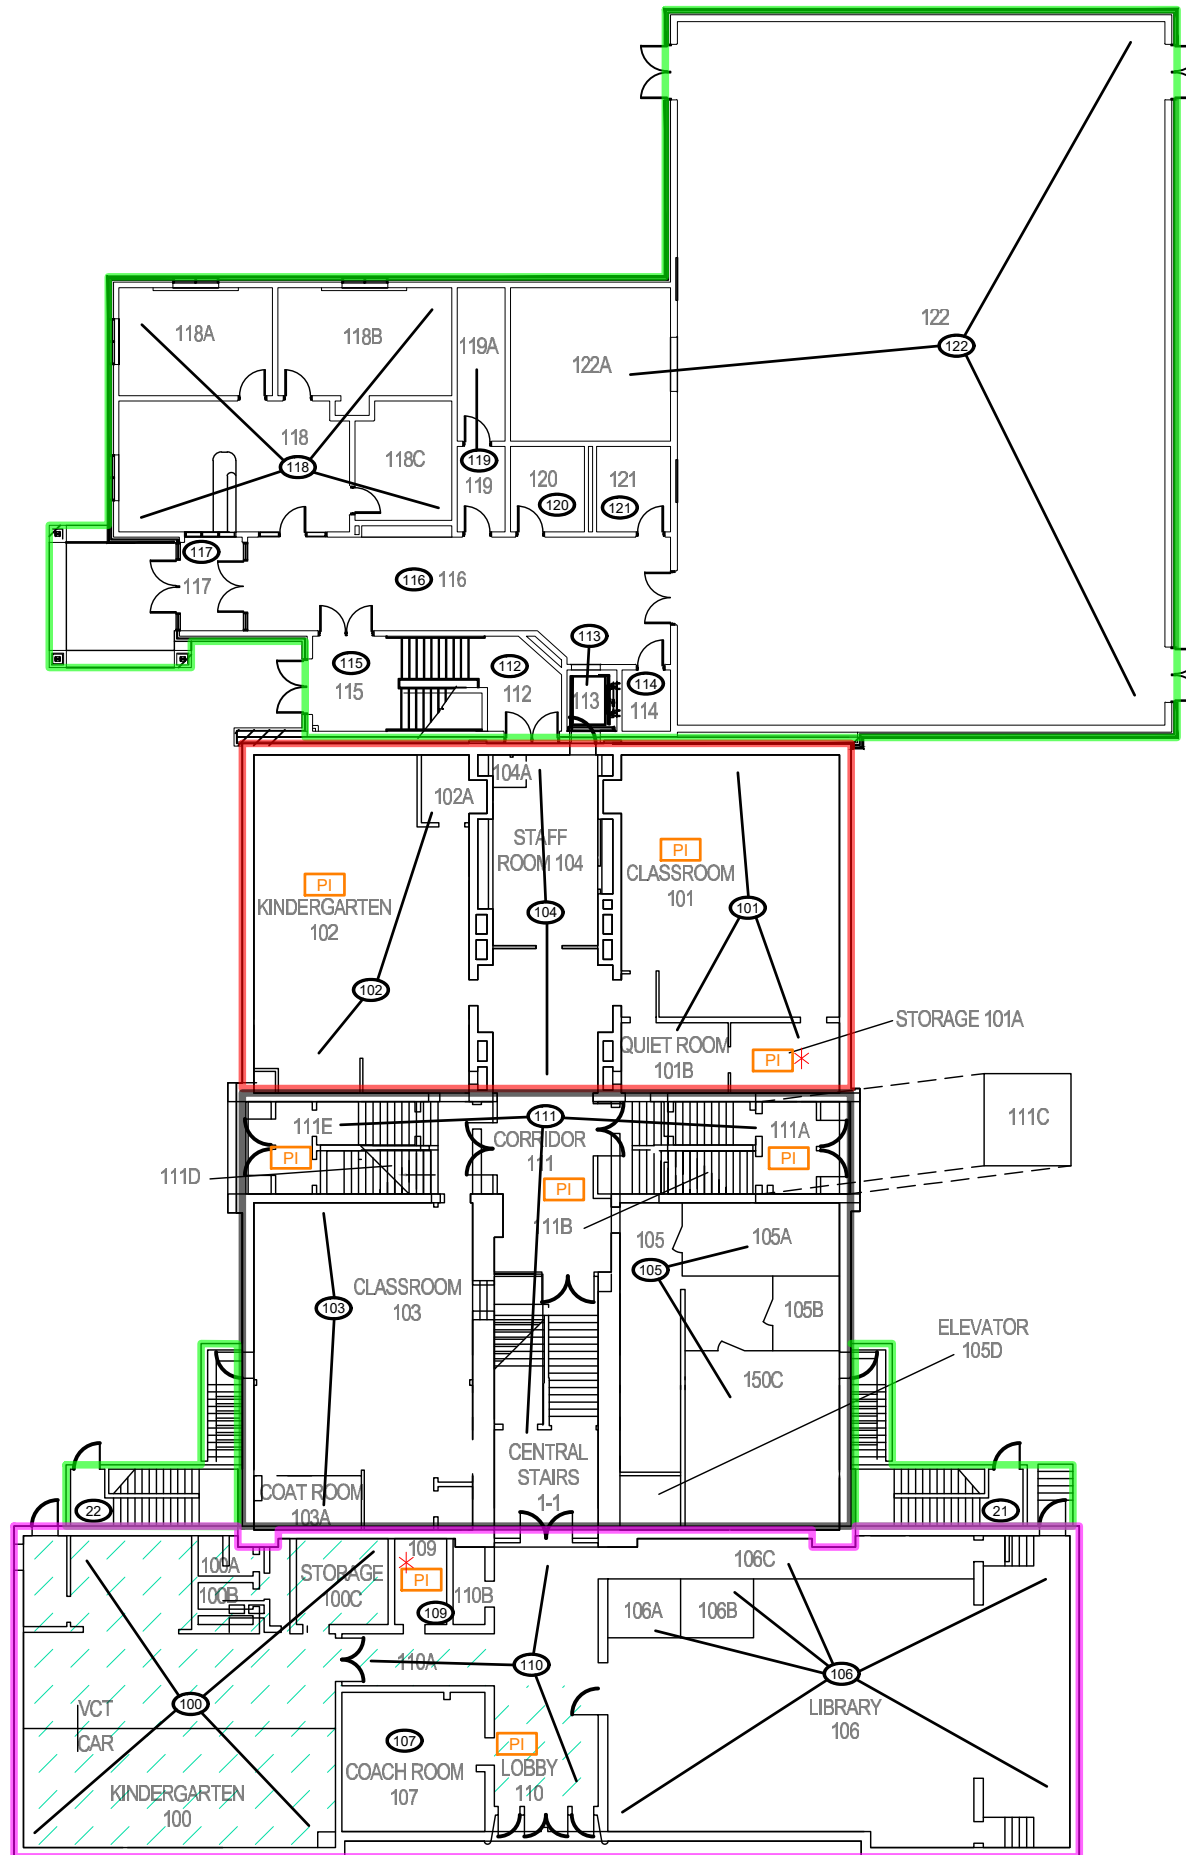 118A
118B
119A
122A
122
122
118
118
118C
119
119
120
120
121
121
117
117
116
116
113
115
115
112
112
113
114
114
104A
102A
STAFF
ROOM 104
PI
CLASSROOM
101
PI
KINDERGARTEN
102
104
101
102
STORAGE 101A
QUIET ROOM
101B
PI
111E
111
CORRIDOR
111
111A
111C
PI
PI
PI
111D
111B
105
105A
105
CLASSROOM
103
103
105B
ELEVATOR
105D
150C
CENTRAL
STAIRS
1-1
COAT ROOM
103A
22
21
109
100A
STORAGE
100C
100B
PI
110B
109
106C
106A
106B
110A
110
106
LIBRARY
106
100
VCT
CAR
107
COACH ROOM
107
PI
LOBBY
110
KINDERGARTEN
100